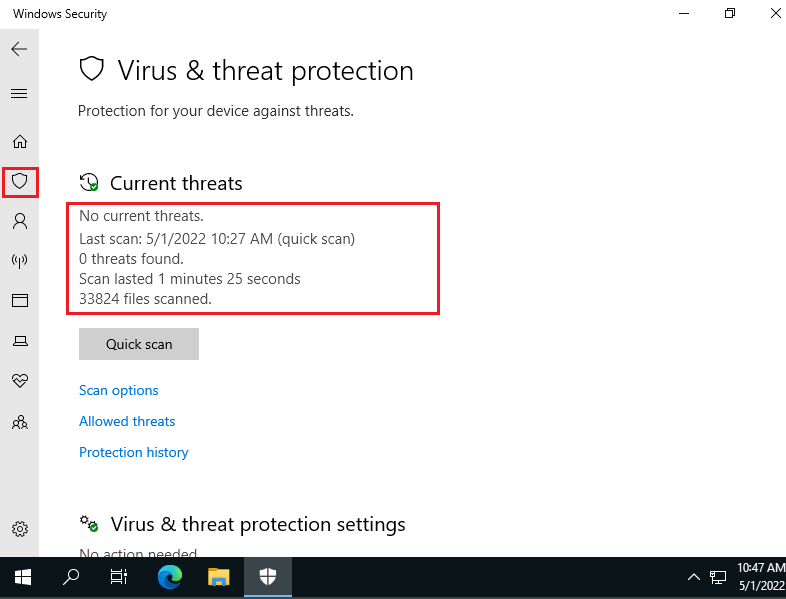 Windows Security
Virus & threat protection
Protection for your device against threats.
Current threats
No current threats.
Last scan: 5/1/2022 10:27 AM (quick scan)
0 threats found.
Scan lasted 1 minutes 25 seconds
33824 files scanned.
Quick scan
Scan options
Allowed threats
Protection history
Virus & threat protection settings
No action needed.
10:47 AM
5/1/2022